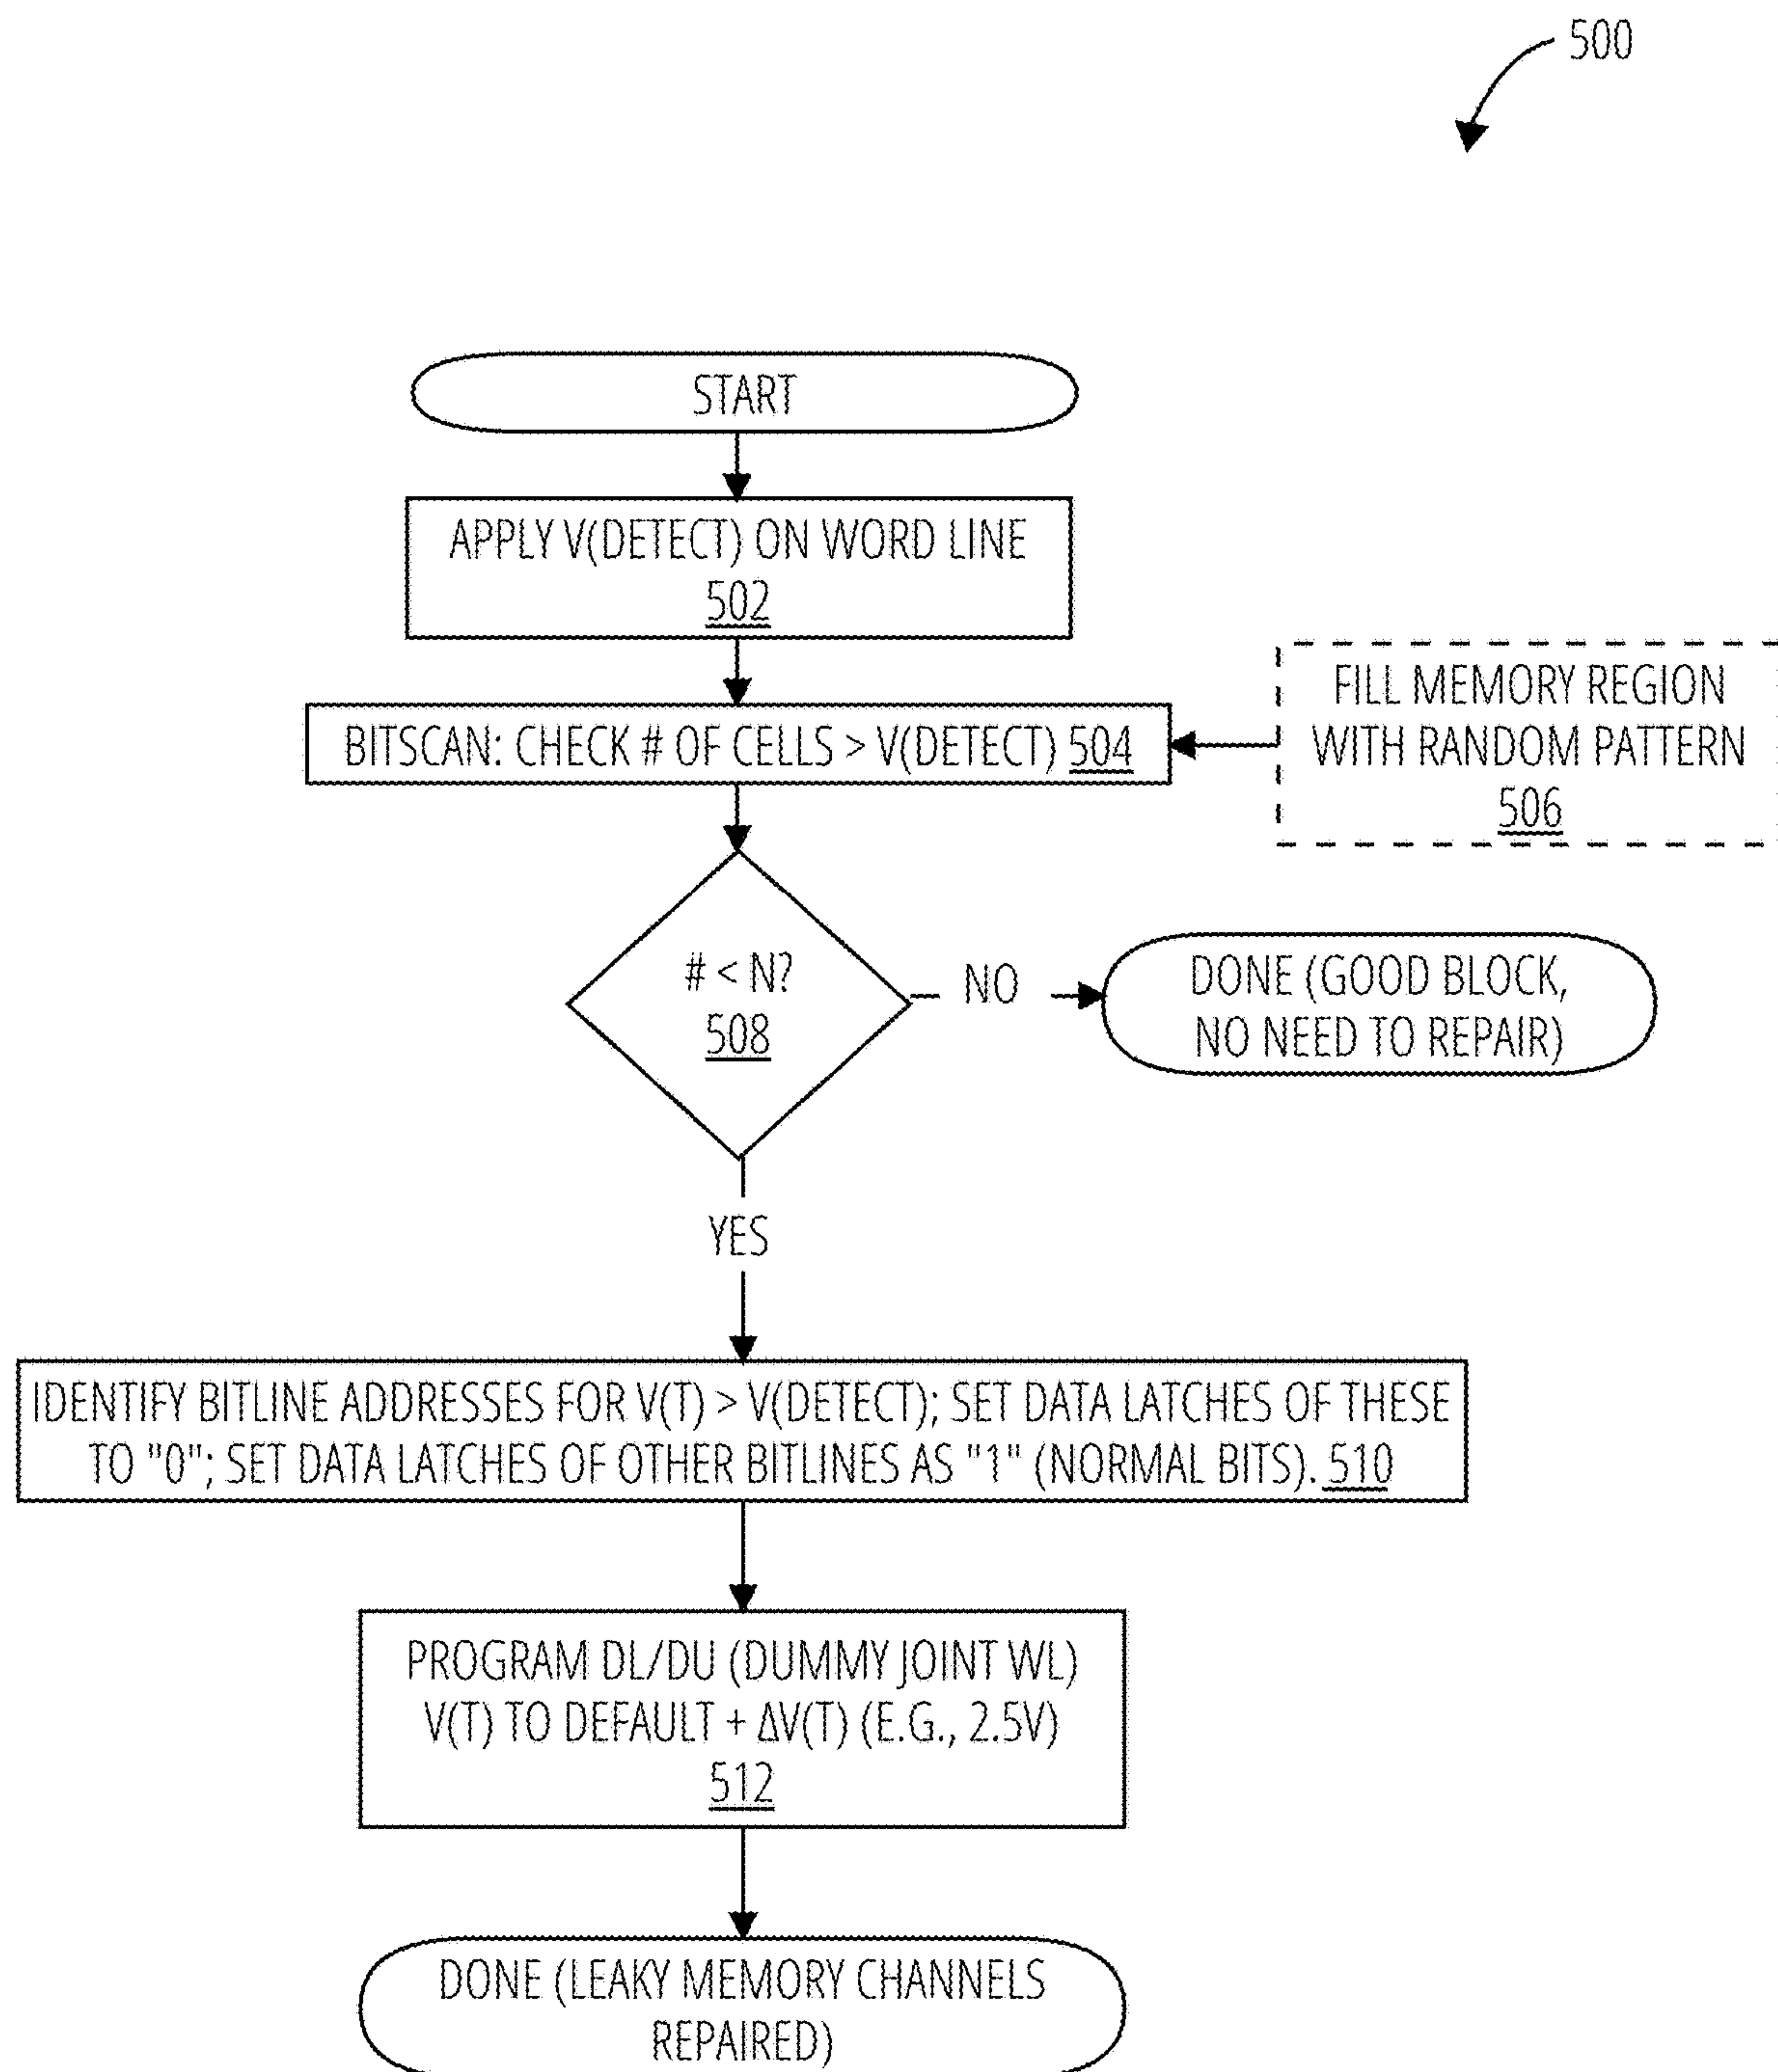 500
START
APPLY V(DETECT) ON WORD LINE
502
BITSCAN: CHECK # OF CELLS > V(DETECT) 504
FILL MEMORY REGION
WITH RANDOM PATTERN
506
# < N?
508
NO
DONE (GOOD BLOCK,
NO NEED TO REPAIR)
YES
IDENTIFY BITLINE ADDRESSES FOR V(T) > V(DETECT); SET DATA LATCHES OF THESE
TO "0"; SET DATA LATCHES OF OTHER BITLINES AS "1" (NORMAL BITS). 510
PROGRAM DL/DU (DUMMY JOINT WL)
V(T) TO DEFAULT + ΔV(T) (E.G., 2.5V)
512
DONE (LEAKY MEMORY CHANNELS
REPAIRED)